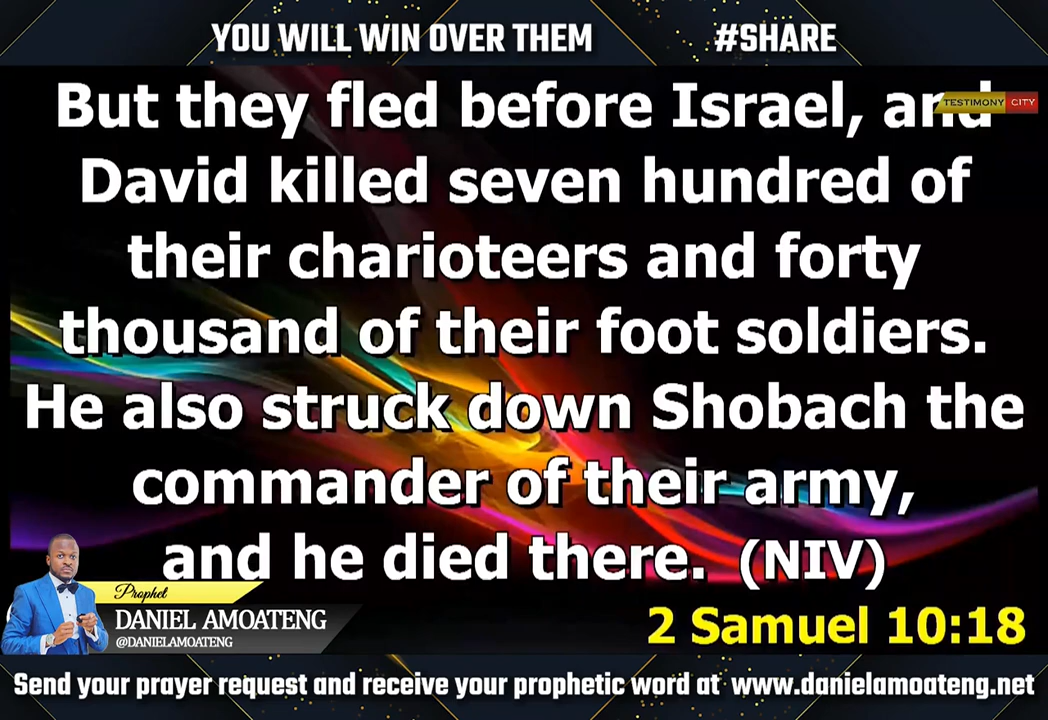 YOU WILL WIN OVER THEM #SHARE
But they fled before Israel, and
TESTIMONY CITY
David killed seven hundred of
their charioteers and forty
thousand of their foot soldiers.
He also struck down Shobach the
commander of their army,
and he died there. (NIV)
Prophet
DANIEL AMOATENG
@DANIELAMOATENG
2 Samuel 10:18
Send your prayer request and receive your prophetic word at www.danielamoateng.net